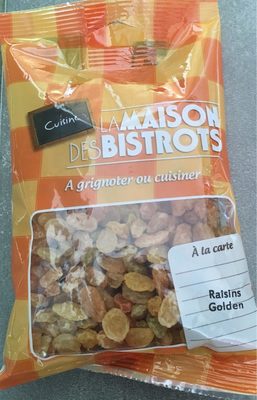 Cuisine
LA MAISON
DES BISTROTS
A grignoter ou cuisiner
À la carte
Raisins
Golden